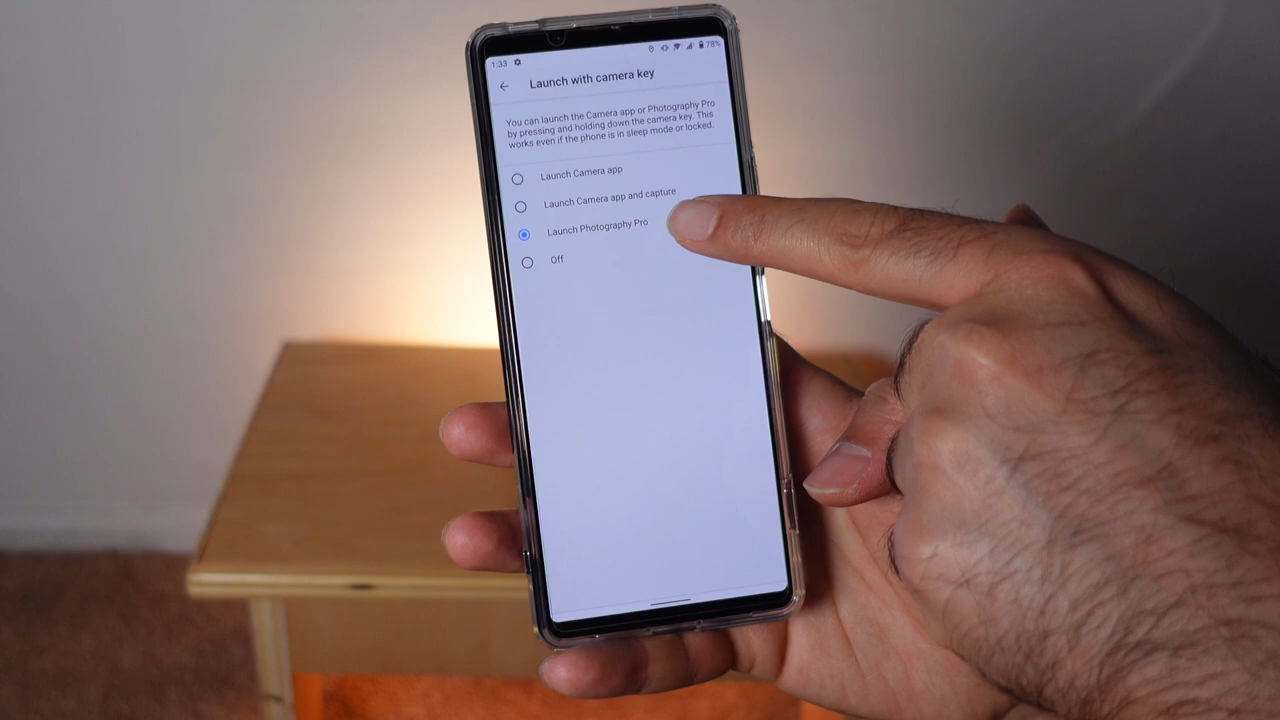 1:33 78%
Launch with camera key
You can launch the Camera app or Photography Pro
by pressing and holding down the camera key. This
works even if the phone is in sleep mode or locked.
Launch Camera app
Launch Camera app and capture
Launch Photography Pro
Off